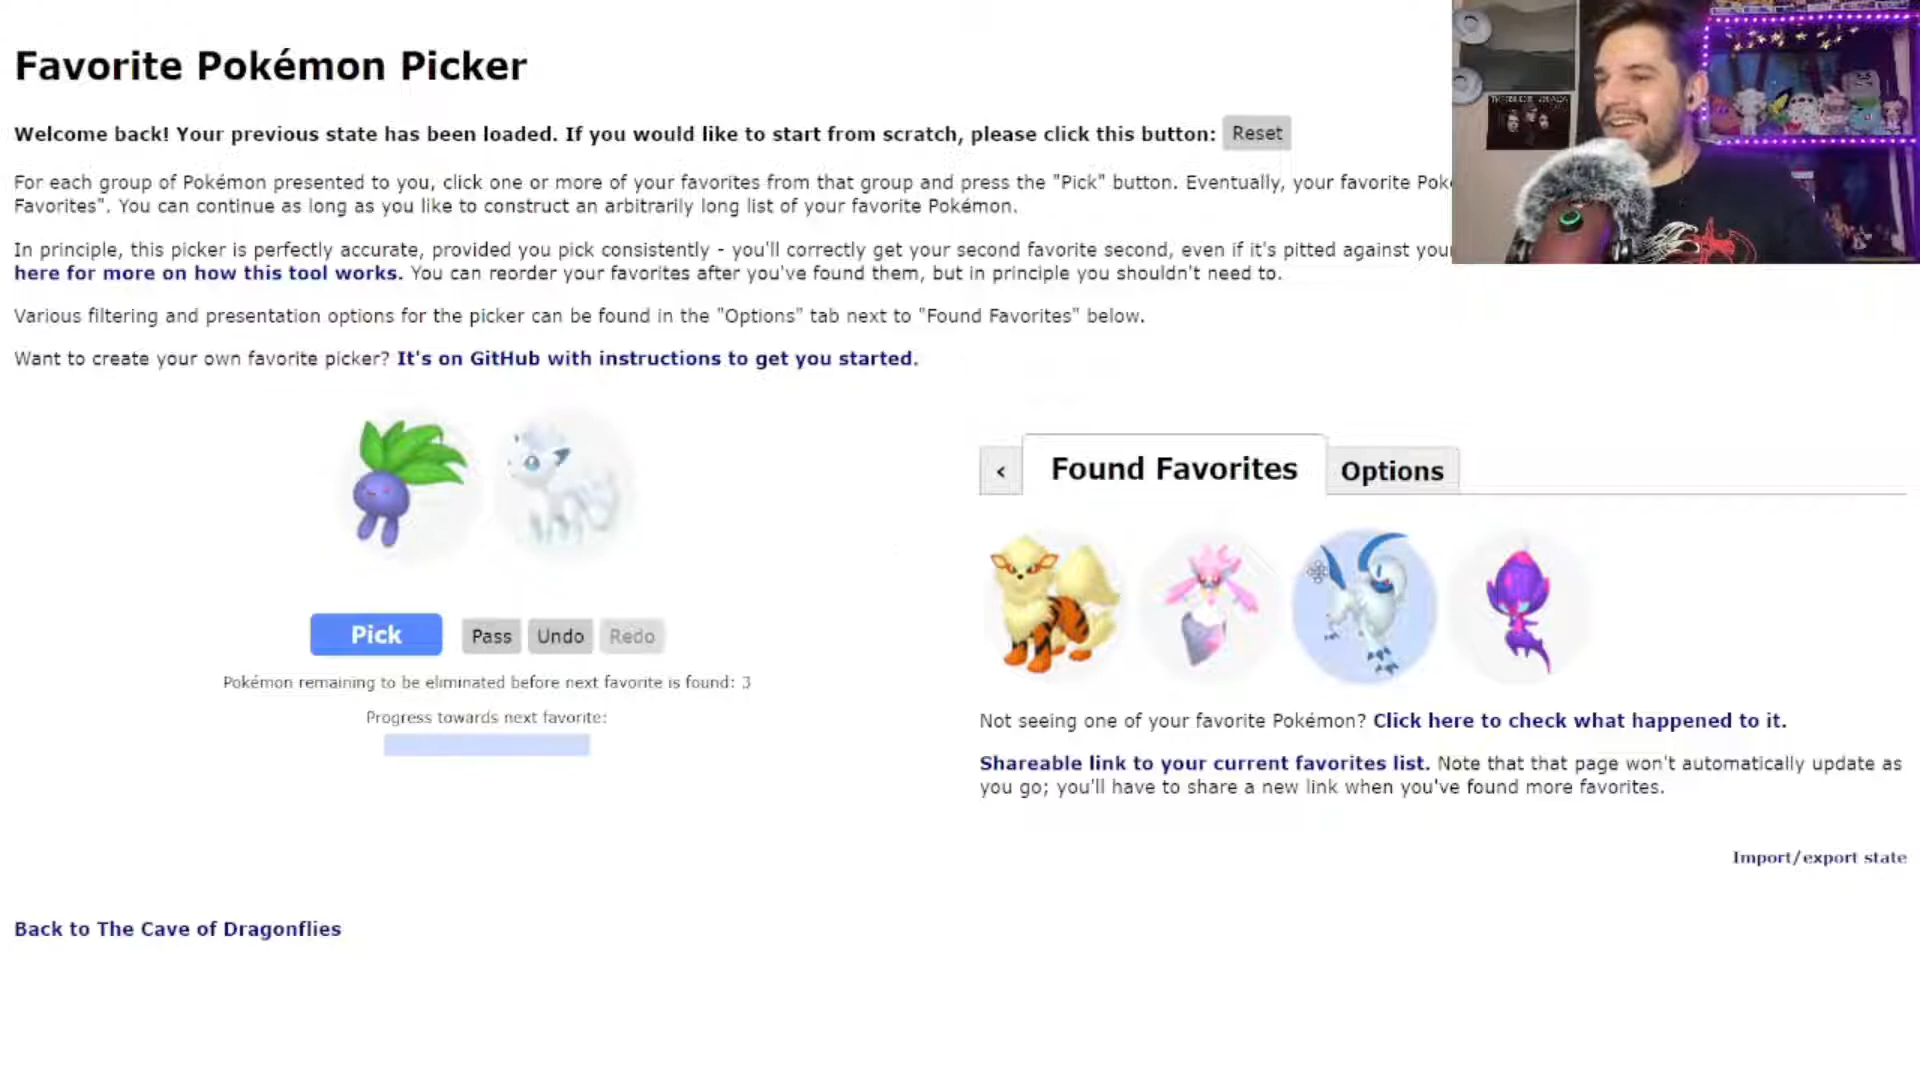 Favorite Pokémon Picker
Welcome back! Your previous state has been loaded. If you would like to start from scratch, please click this button: Reset
For each group of Pokémon presented to you, click one or more of your favorites from that group and press the "Pick" button. Eventually, your favorite
Favorites". You can continue as long as you like to construct an arbitrarily long list of your favorite Pokémon.
In principle, this picker is perfectly accurate, provided you pick consistently - you'll correctly get your second favorite second, even if it's pitted against
here for more on how this tool works. You can reorder your favorites after you've found them, but in principle you shouldn't need to.
Various filtering and presentation options for the picker can be found in the "Options" tab next to "Found Favorites" below.
Want to create your own favorite picker? It's on GitHub with instructions to get you started.
‹ Found Favorites Options
Pick Pass Undo Redo
Pokémon remaining to be eliminated before next favorite is found: 3
Progress towards next favorite:
Not seeing one of your favorite Pokémon? Click here to check what happened to it.
Shareable link to your current favorites list. Note that that page won't automatically update as
you go; you'll have to share a new link when you've found more favorites.
Import/export state
Back to The Cave of Dragonflies